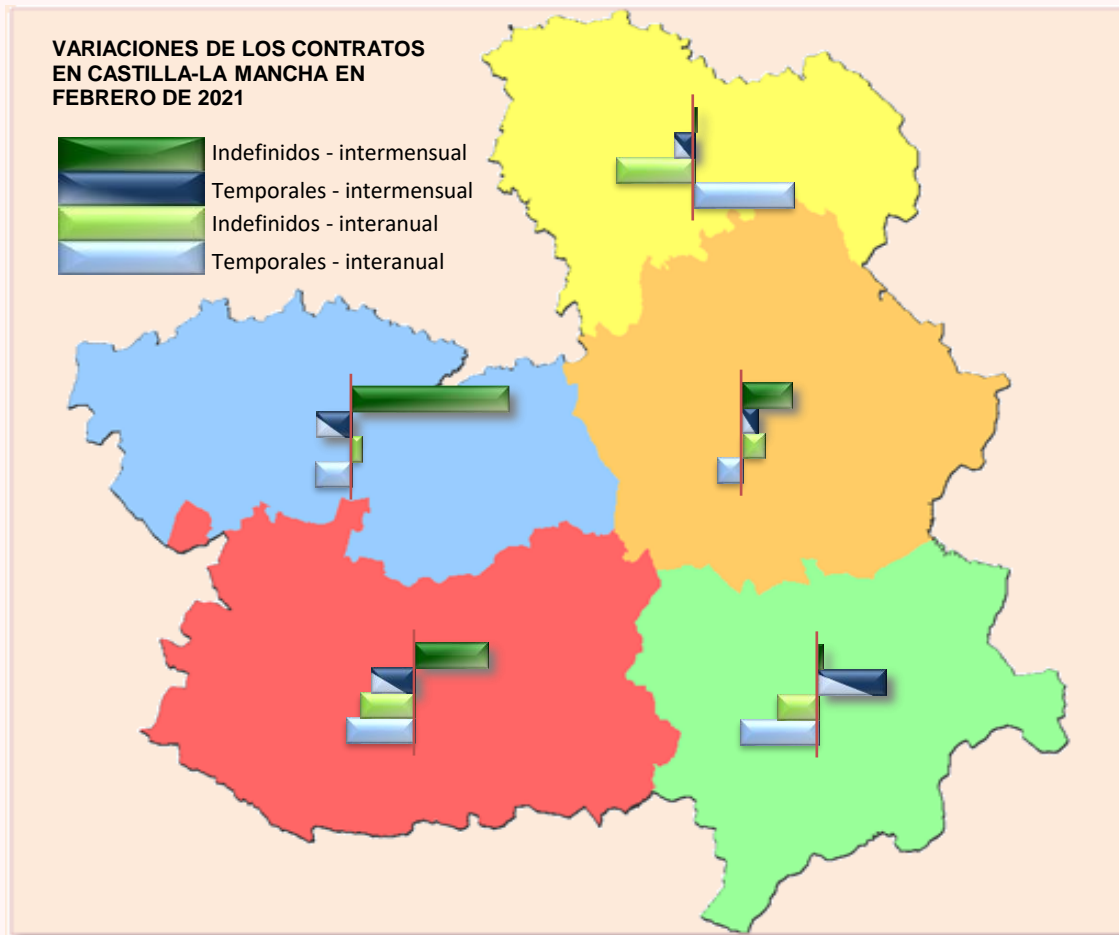 VARIACIONES DE LOS CONTRATOS
EN CASTILLA-LA MANCHA EN
FEBRERO DE 2021
Indefinidos - intermensual
Temporales - intermensual
Indefinidos - interanual
Temporales - interanual